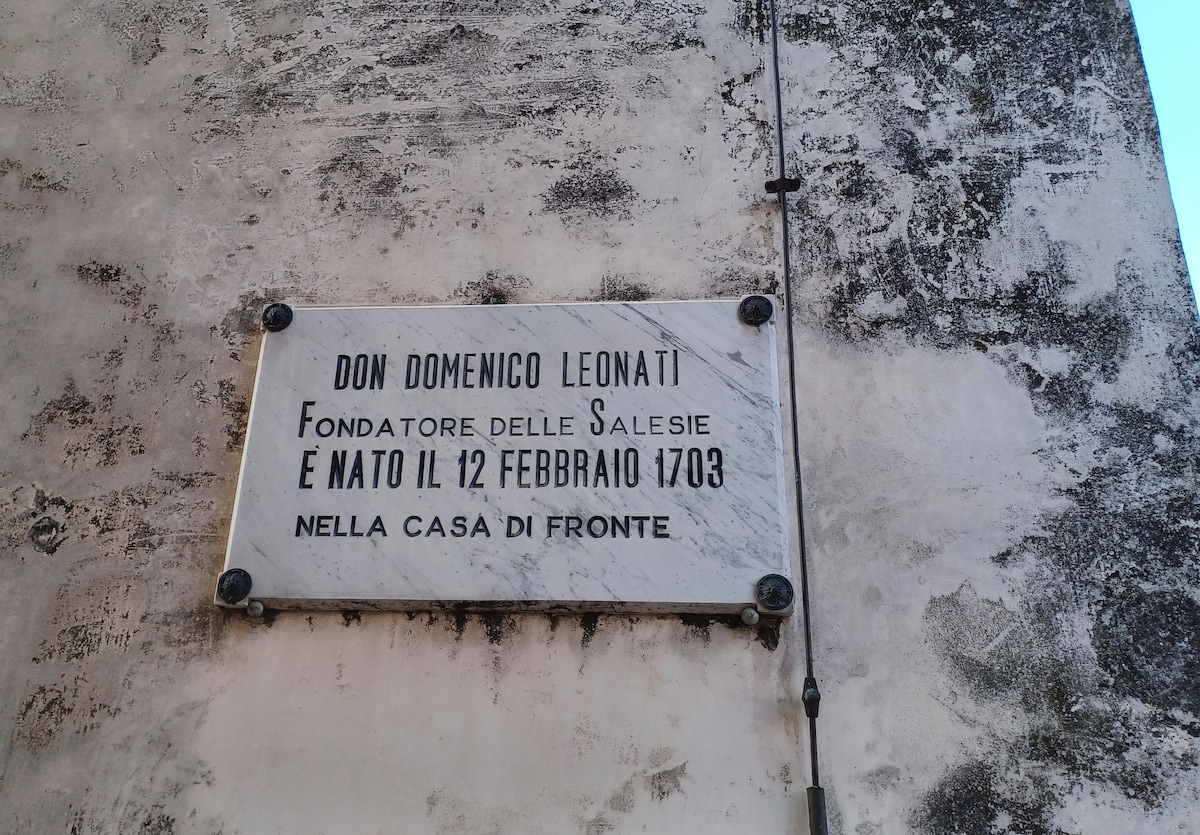 DON DOMENICO LEONATI
FONDATORE DELLE SALESIE
È NATO IL 12 FEBBRAIO 1703
NELLA CASA DI FRONTE